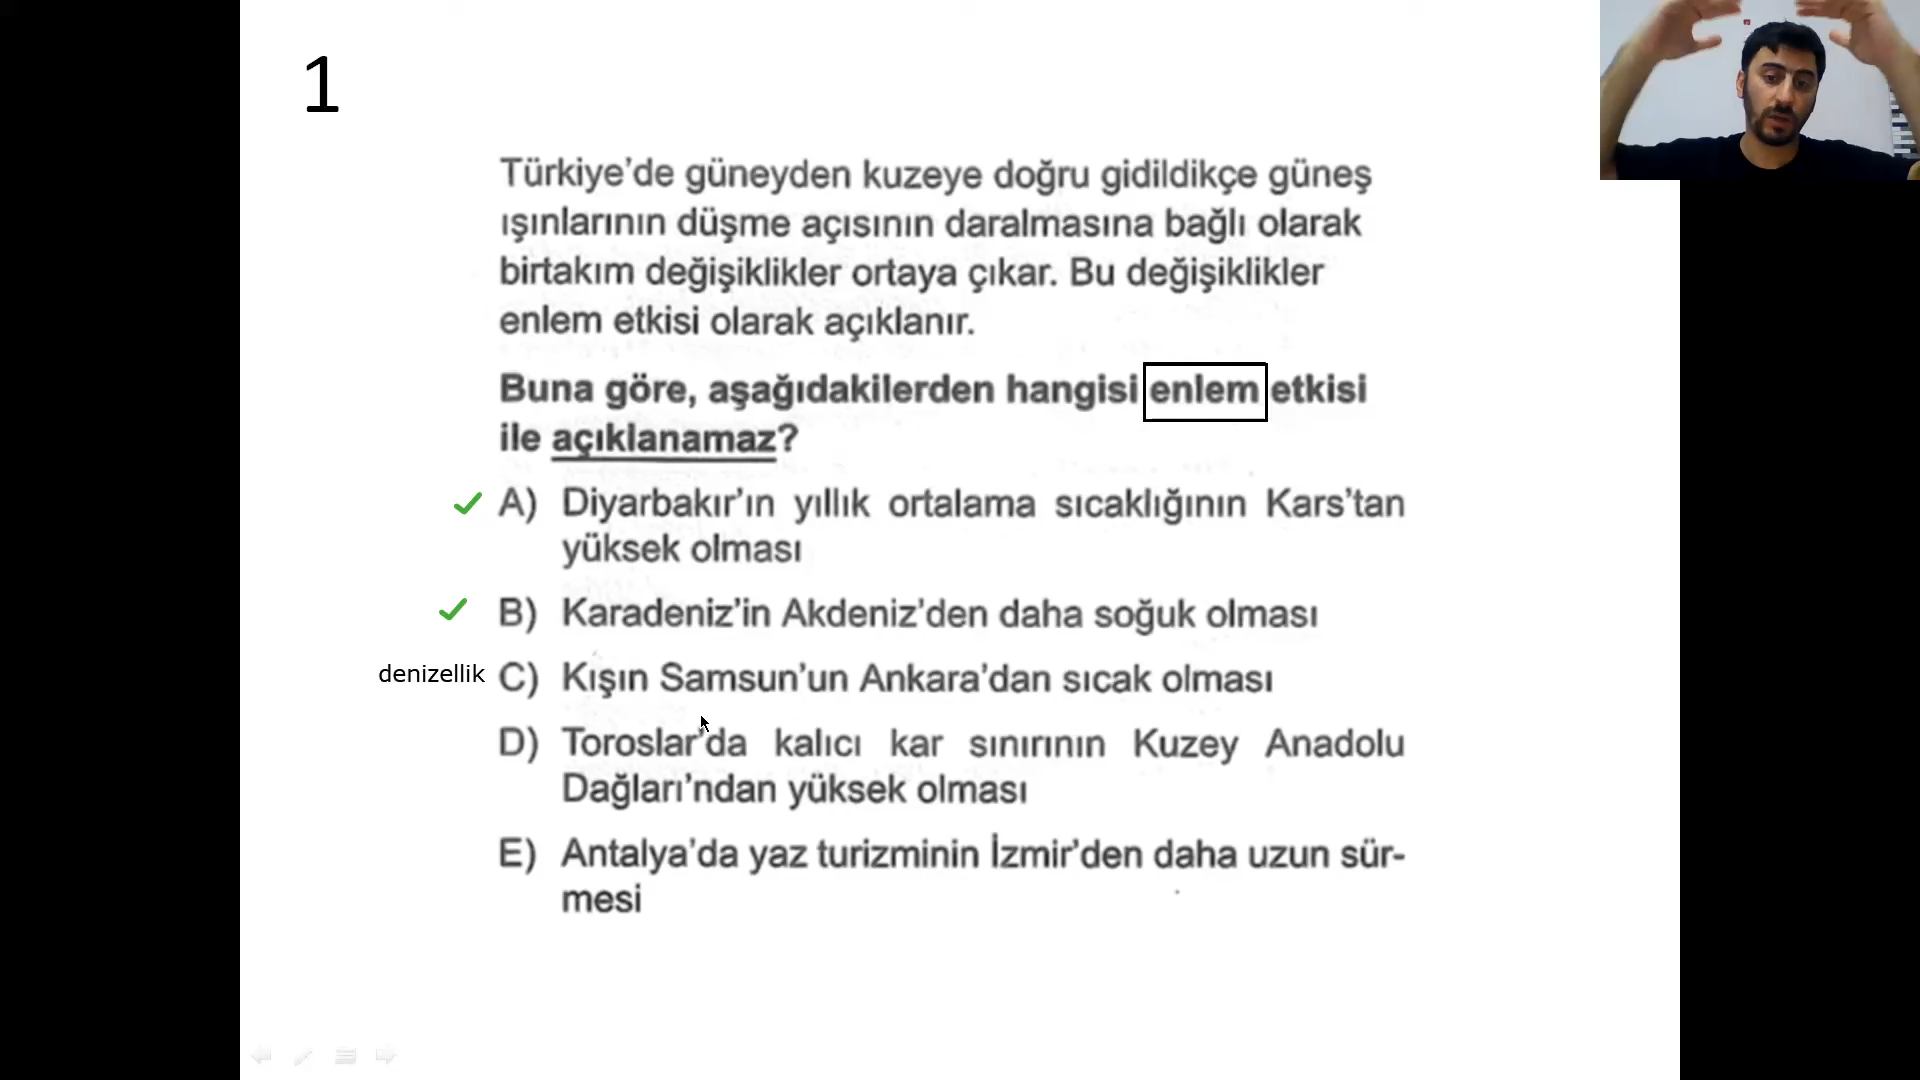 1
Türkiye'de güneyden kuzeye doğru gidildikçe güneş
ışınlarının düşme açısının daralmasına bağlı olarak
birtakım değişiklikler ortaya çıkar. Bu değişiklikler
enlem etkisi olarak açıklanır.
Buna göre, aşağıdakilerden hangisi enlem etkisi
ile açıklanamaz?
A) Diyarbakır'ın yıllık ortalama sıcaklığının Kars'tan
yüksek olması
B) Karadeniz'in Akdeniz'den daha soğuk olması
denizellik C) Kışın Samsun'un Ankara'dan sıcak olması
D) Toroslar'da kalıcı kar sınırının Kuzey Anadolu
Dağları'ndan yüksek olması
E) Antalya'da yaz turizminin İzmir'den daha uzun sür-
mesi